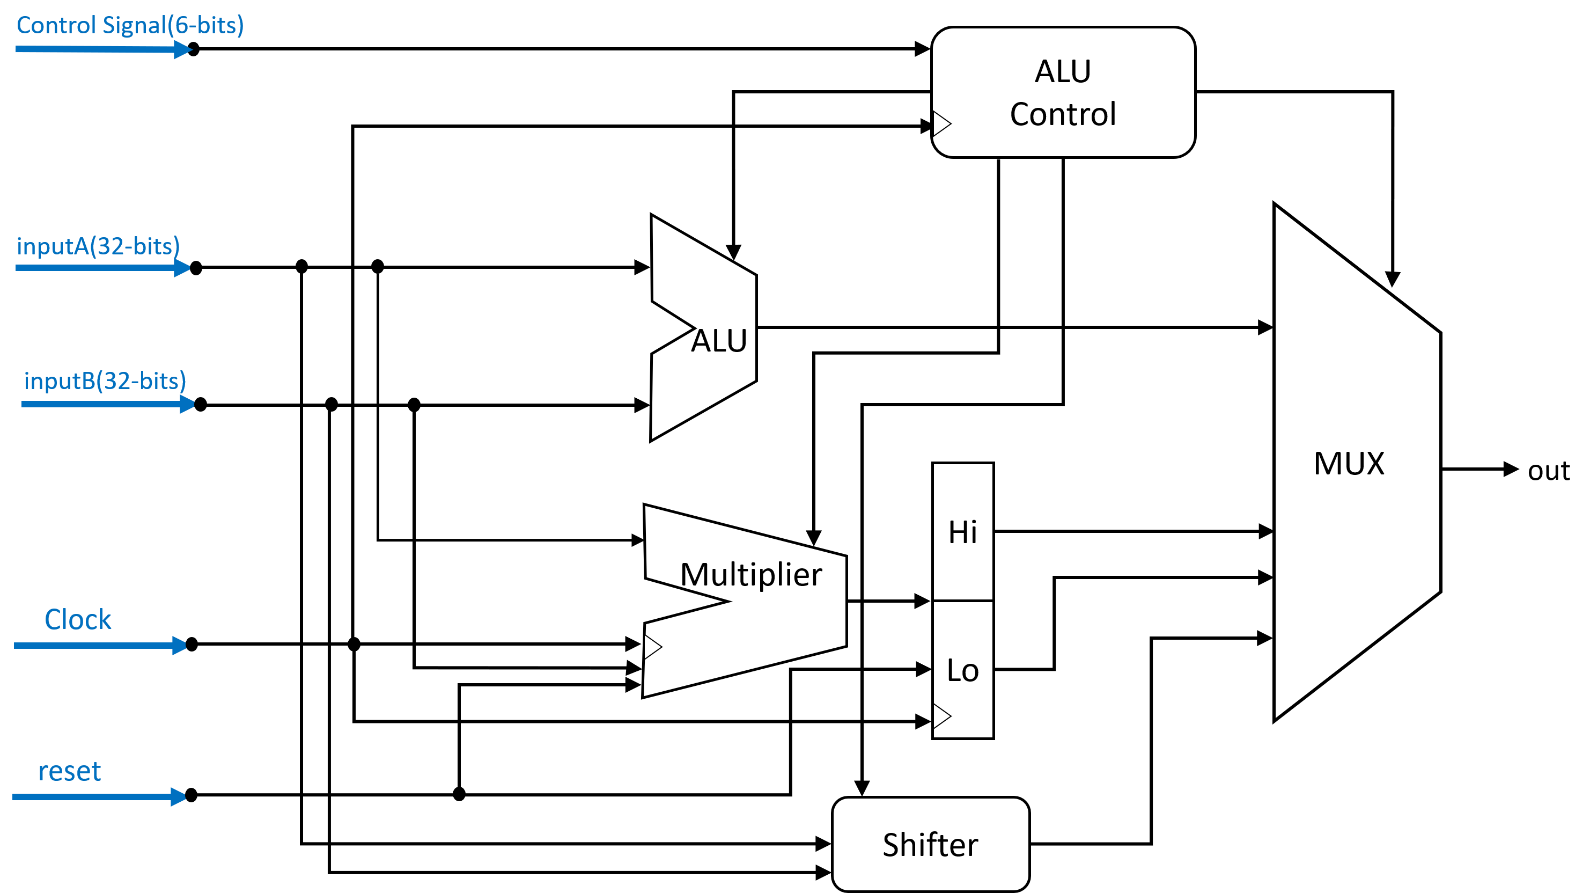 Control Signal(6-bits)
ALU
Control
inputA(32-bits)
ALU
inputB(32-bits)
MUX
out
Hi
Multiplier
Clock
Lo
reset
Shifter